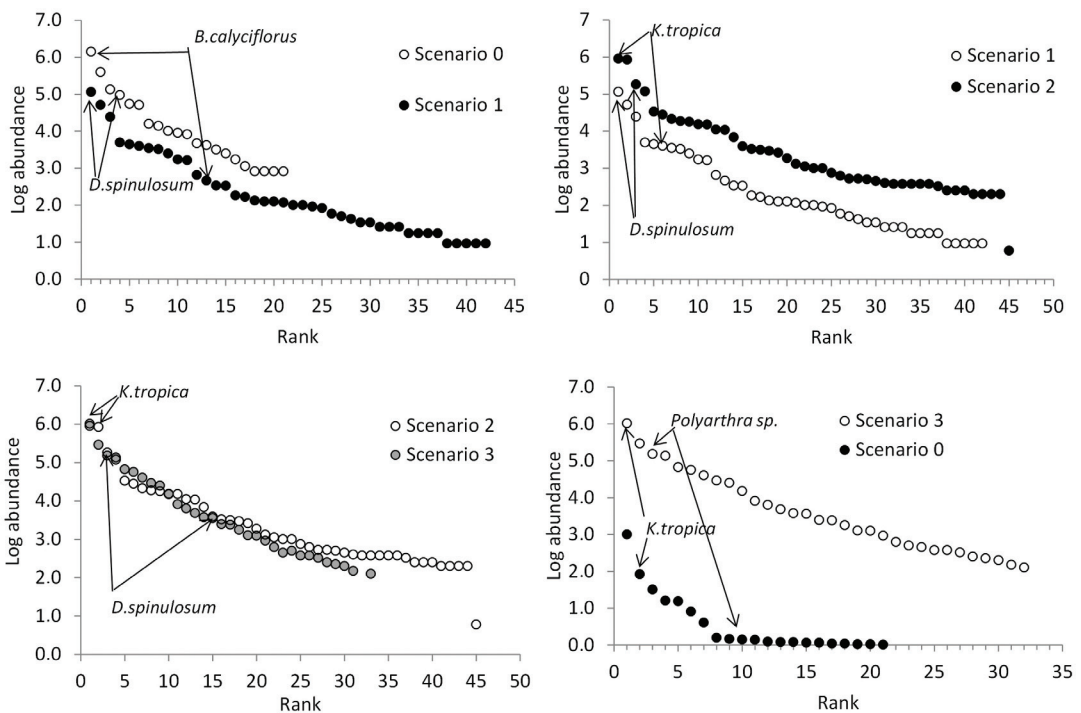 7.0
6.0
5.0
4.0
3.0
2.0
1.0
0.0
Log abundance
B.calyciflorus
D.spinulosum
Scenario 0
Scenario 1
0 5 10 15 20 25 30 35 40 45
Rank
7
6
5
4
3
2
1
0
Log abundance
K.tropica
D.spinulosum
Scenario 1
Scenario 2
0 5 10 15 20 25 30 35 40 45 50
Rank
7.0
6.0
5.0
4.0
3.0
2.0
1.0
0.0
Log abundance
K.tropica
D.spinulosum
Scenario 2
Scenario 3
0 5 10 15 20 25 30 35 40 45 50
Rank
7.0
6.0
5.0
4.0
3.0
2.0
1.0
0.0
Log abundance
Polyarthra sp.
K.tropica
Scenario 3
Scenario 0
0 5 10 15 20 25 30 35
Rank